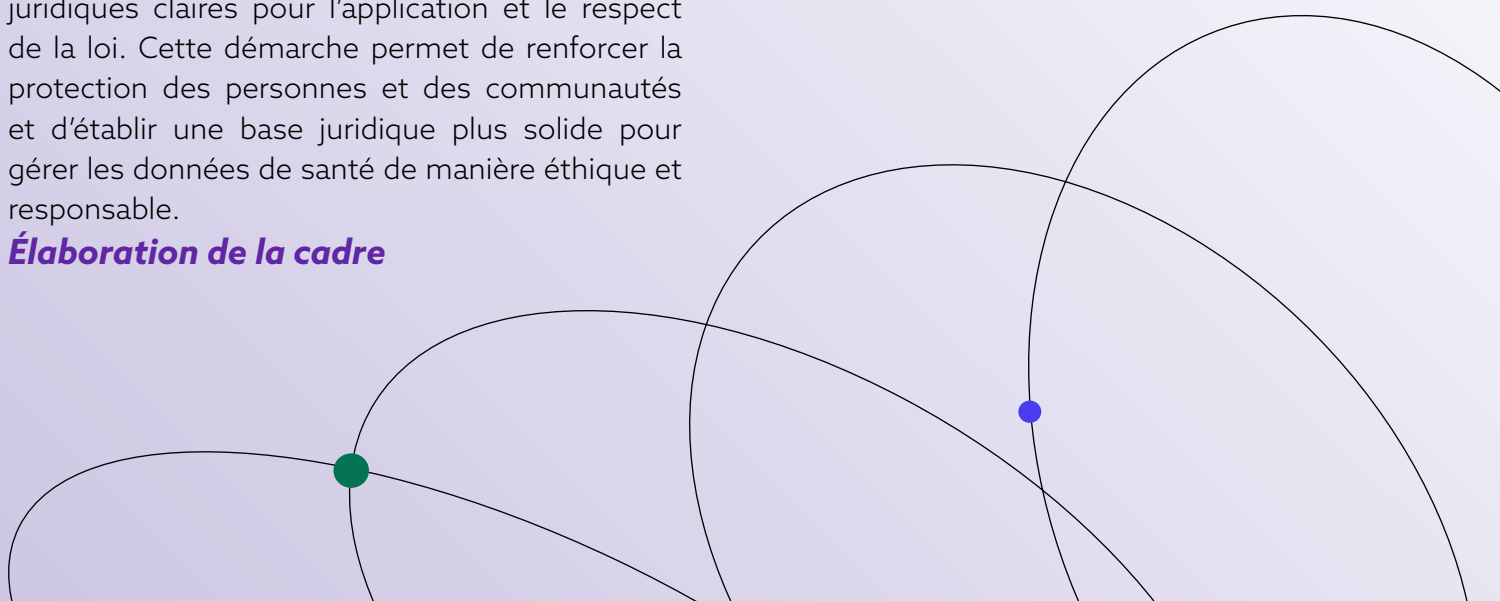 juridiques claires pour l'application et le respect
de la loi. Cette démarche permet de renforcer la
protection des personnes et des communautés
et d'établir une base juridique plus solide pour
gérer les données de santé de manière éthique et
responsable.
Élaboration de la cadre